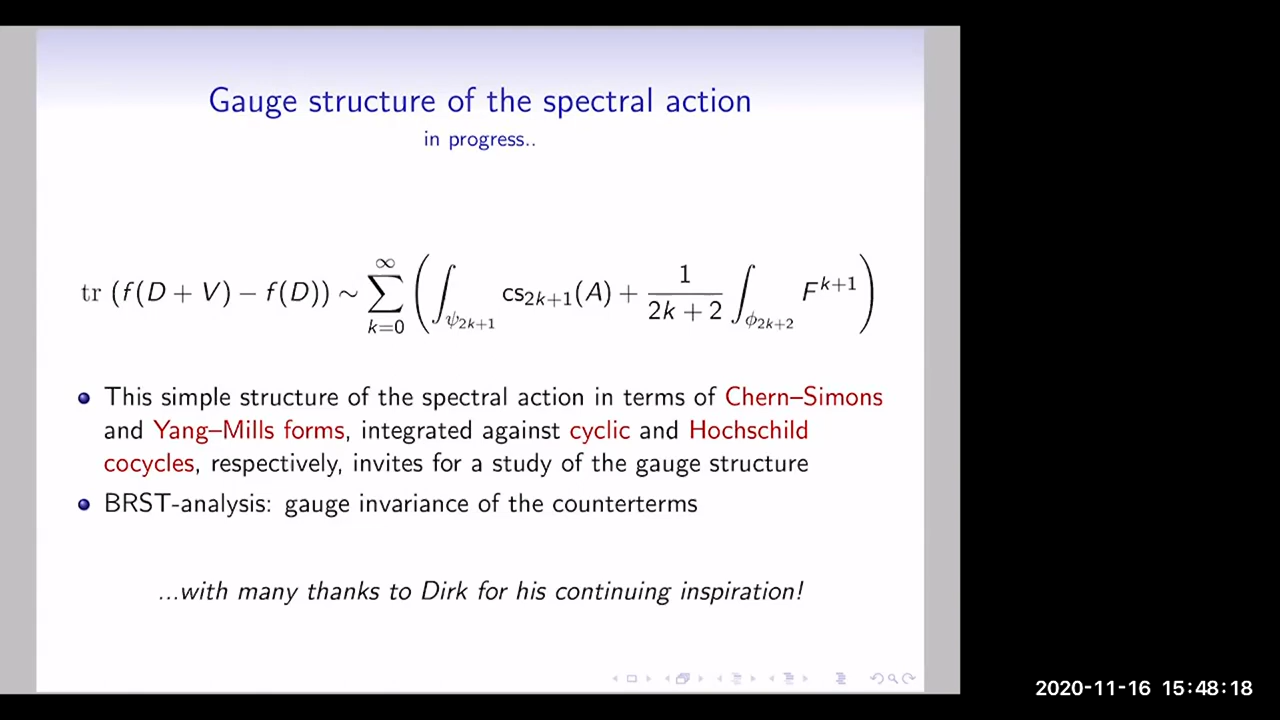 Gauge structure of the spectral action
in progress..
tr (f(D + V) − f(D)) ∼ ∑_{k=0}^{∞} ( ∫_{ψ_{2k+1}} cs_{2k+1}(A) + \frac{1}{2k + 2} ∫_{ϕ_{2k+2}} F^{k+1} )
This simple structure of the spectral action in terms of Chern–Simons
and Yang–Mills forms, integrated against cyclic and Hochschild
cocycles, respectively, invites for a study of the gauge structure
BRST-analysis: gauge invariance of the counterterms
...with many thanks to Dirk for his continuing inspiration!
2020-11-16 15:48:18